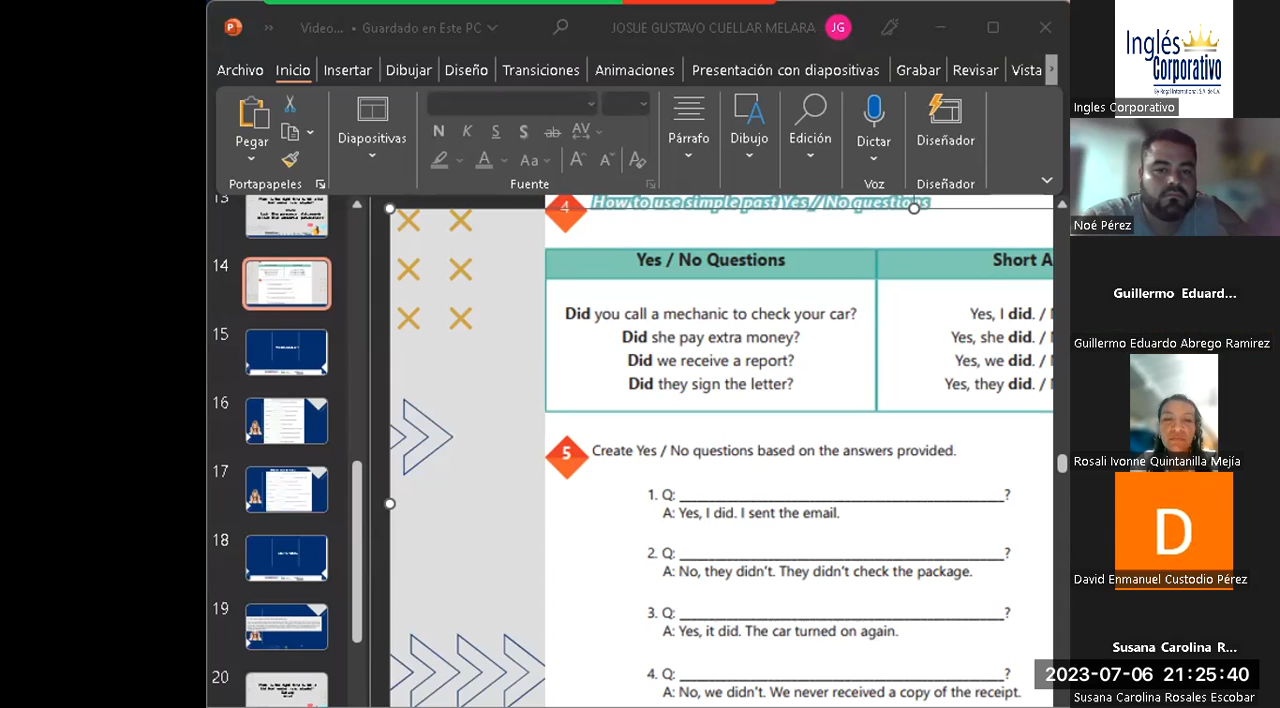 Video... • Guardado en Este PC
JOSUE GUSTAVO CUELLAR MELARA
JG
Archivo
Inicio
Insertar
Dibujar
Diseño
Transiciones
Animaciones
Presentación con diapositivas
Grabar
Revisar
Vista
Pegar
Portapapeles
Diapositivas
N K S S ab AV
A Aa A A A
Fuente
Párrafo
Dibujo
Edición
Dictar
Voz
Diseñador
Diseñador
13
14
15
16
17
18
19
20
4 How to use simple past Yes / No questions
Yes / No Questions
Short A
Did you call a mechanic to check your car?
Did she pay extra money?
Did we receive a report?
Did they sign the letter?
Yes, I did. /
Yes, she did. /
Yes, we did. /
Yes, they did. /
5 Create Yes / No questions based on the answers provided.
1. Q: ?
A: Yes, I did. I sent the email.
2. Q: ?
A: No, they didn't. They didn't check the package.
3. Q: ?
A: Yes, it did. The car turned on again.
4. Q: ?
A: No, we didn't. We never received a copy of the receipt.
Inglés
Corporativo
Ingles Corporativo
Noé Pérez
Guillermo Eduard...
Guillermo Eduardo Abrego Ramirez
Rosali Ivonne Quintanilla Mejía
D
David Enmanuel Custodio Pérez
Susana Carolina R...
2023-07-06 21:25:40
Susana Carolina Rosales Escobar